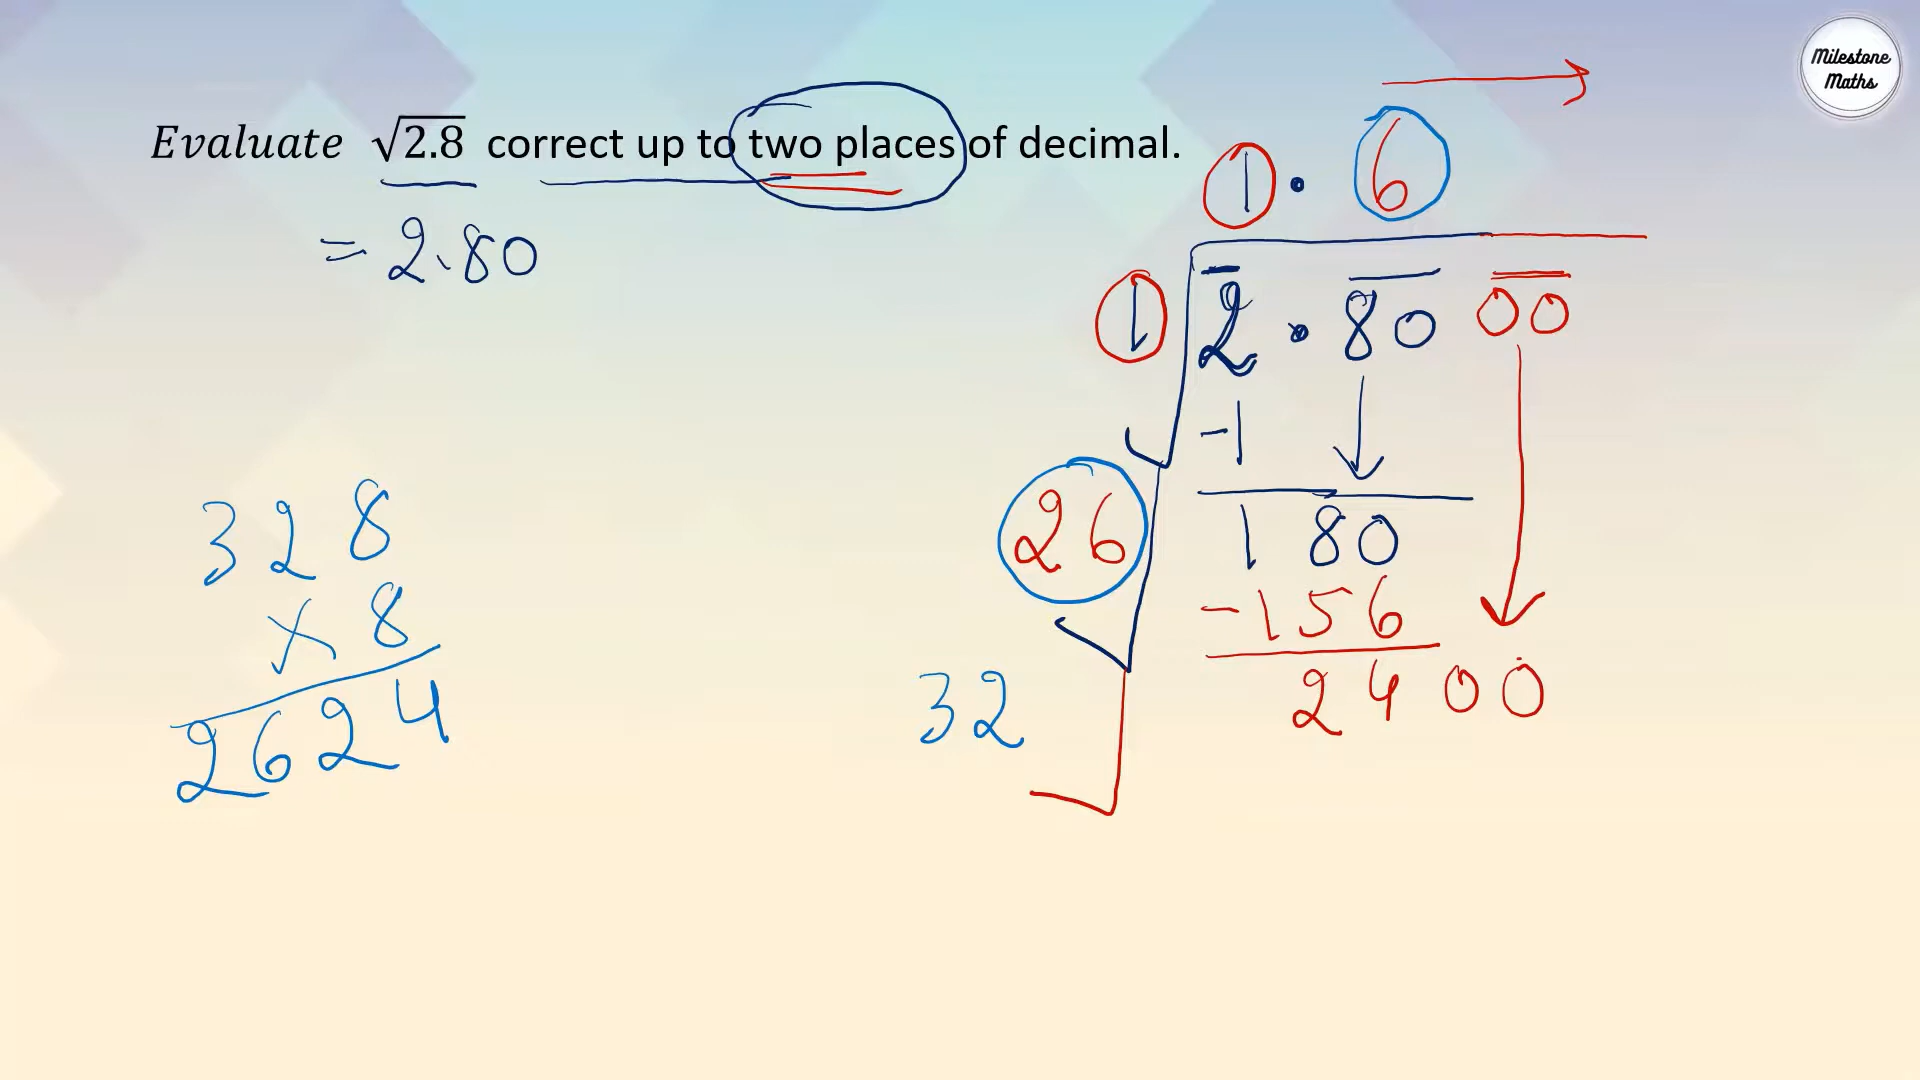 Milestone
Maths
Evaluate √2.8 correct up to two places of decimal.
= 2.80
1 . 6
1 2 . 80 00
-1
26 1 80
-156
32 2400
328
× 8
2624